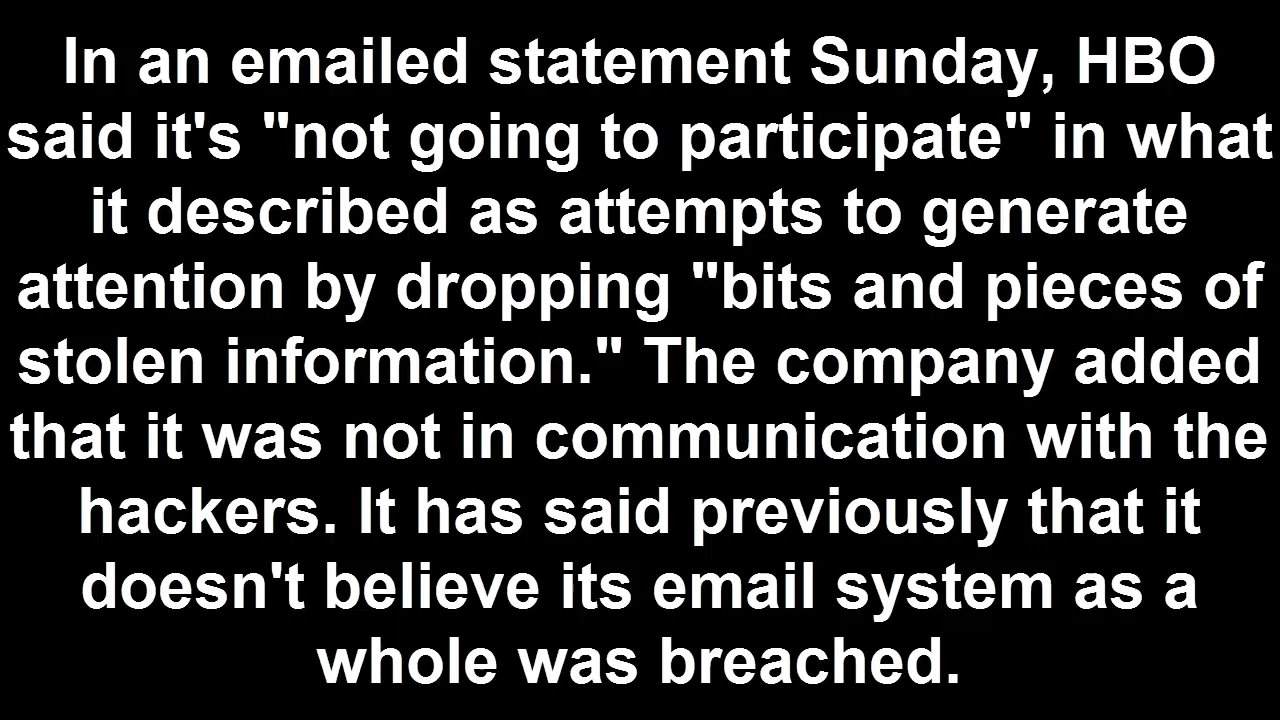 In an emailed statement Sunday, HBO
said it's "not going to participate" in what
it described as attempts to generate
attention by dropping "bits and pieces of
stolen information." The company added
that it was not in communication with the
hackers. It has said previously that it
doesn't believe its email system as a
whole was breached.